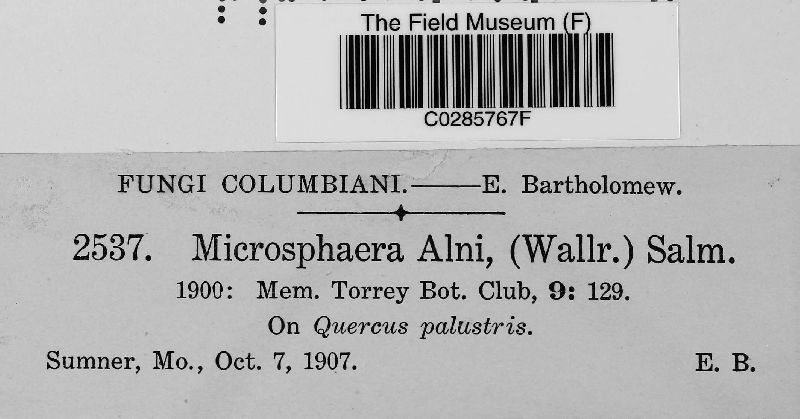 The Field Museum (F)
C0285767F
FUNGI COLUMBIANI.——E. Bartholomew.
2537. Microsphaera Alni, (Wallr.) Salm.
1900: Mem. Torrey Bot. Club, 9: 129.
On Quercus palustris.
Sumner, Mo., Oct. 7, 1907. E. B.